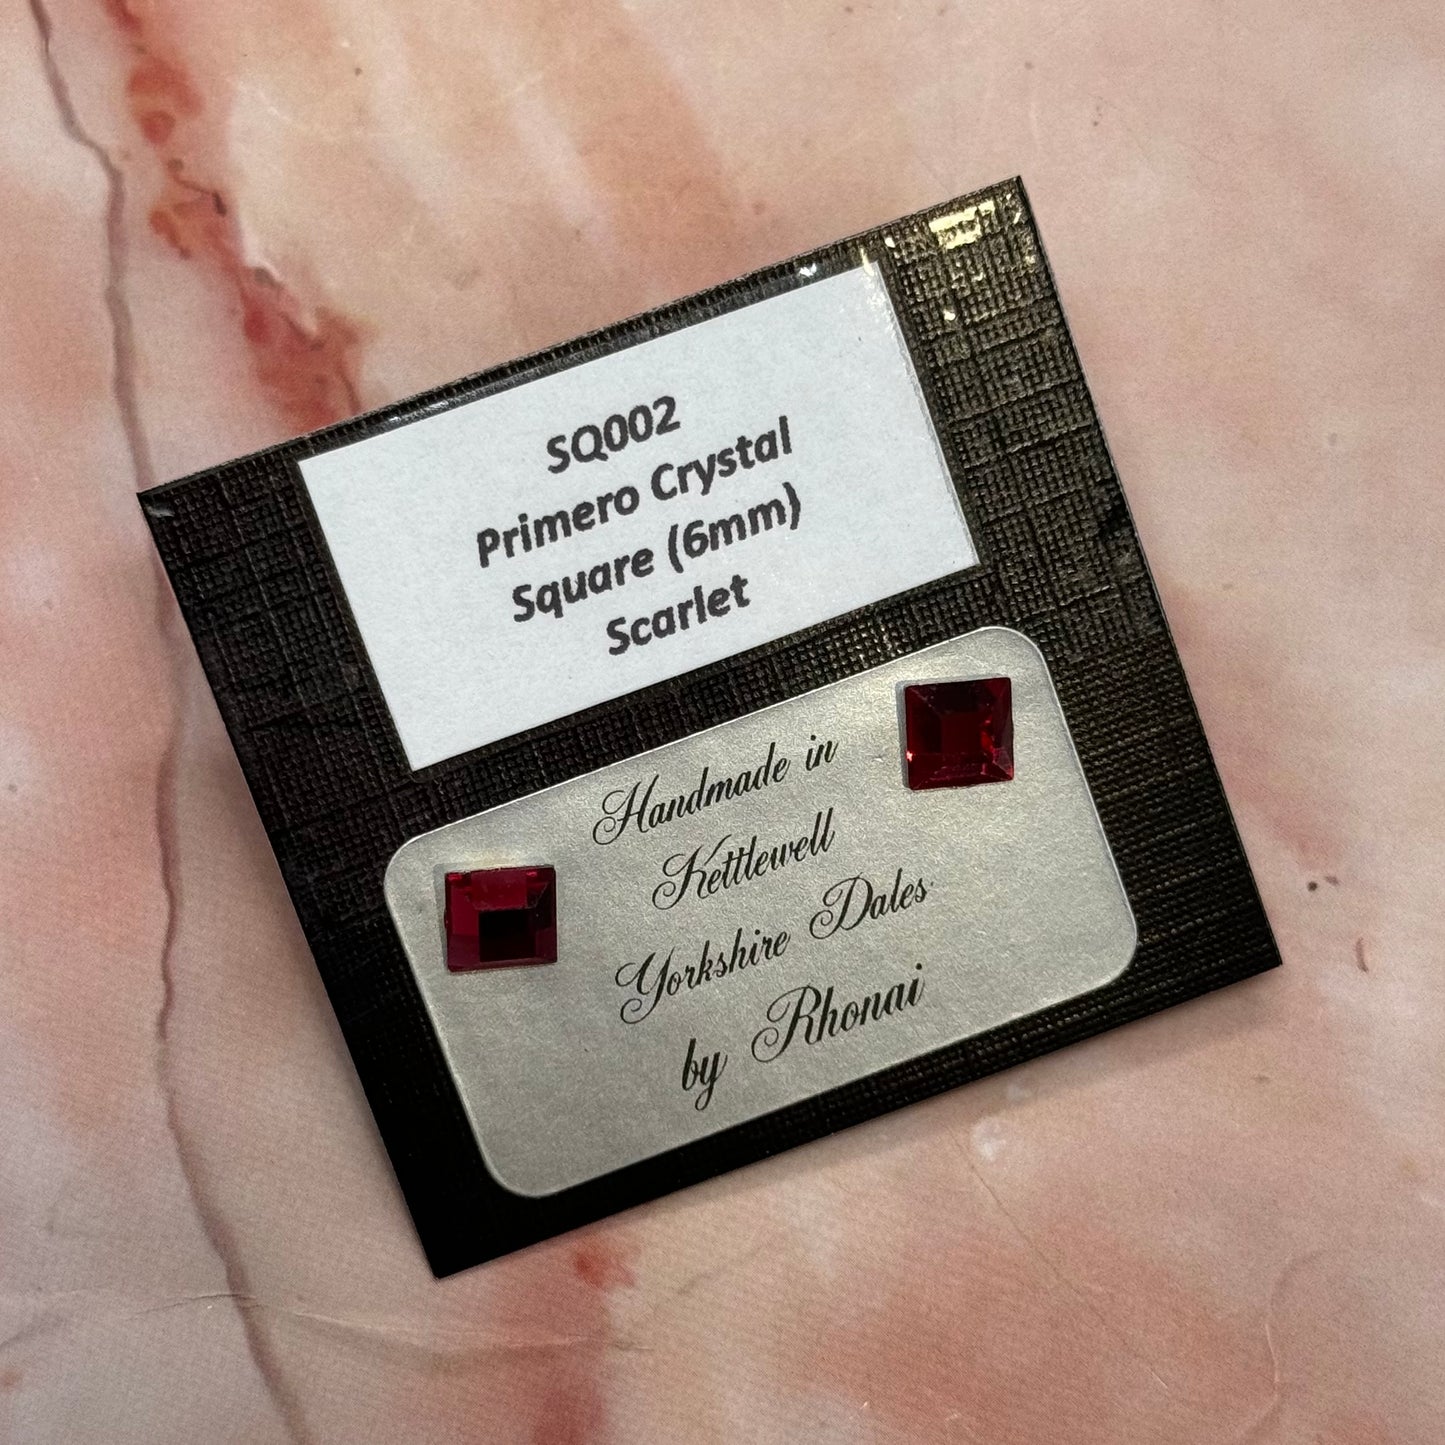 SQ002
Primero Crystal
Square (6mm)
Scarlet
Handmade in
Kettlewell
Yorkshire Dales
by Rhonai